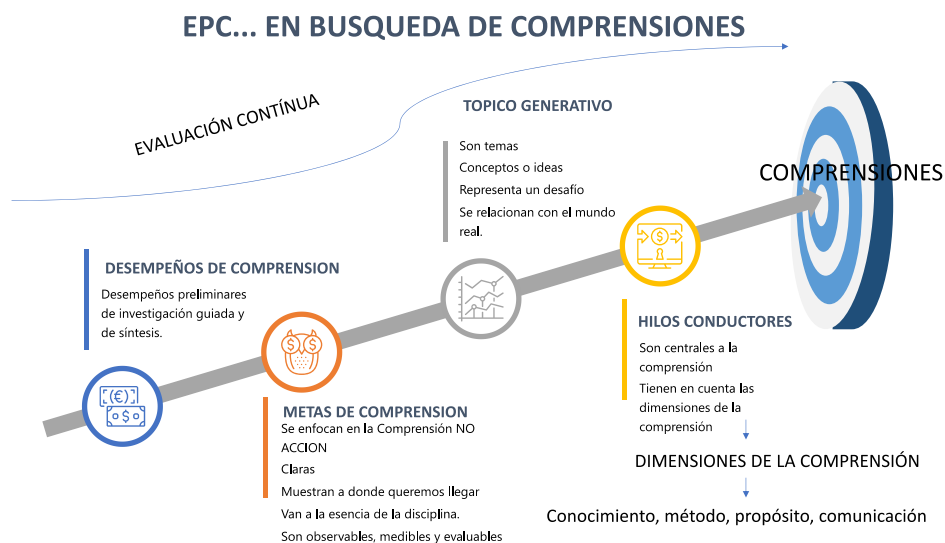 EPC... EN BUSQUEDA DE COMPRENSIONES
EVALUACIÓN CONTÍNUA
TOPICO GENERATIVO
Son temas
Conceptos o ideas
Representa un desafío
Se relacionan con el mundo
real.
COMPRENSIONES
DESEMPEÑOS DE COMPRENSION
Desempeños preliminares
de investigación guiada y
de síntesis.
HILOS CONDUCTORES
Son centrales a la
comprensión
Tienen en cuenta las
dimensiones de la
comprensión
METAS DE COMPRENSION
Se enfocan en la Comprensión NO
ACCION
Claras
Muestran a donde queremos llegar
Van a la esencia de la disciplina.
Son observables, medibles y evaluables
DIMENSIONES DE LA COMPRENSIÓN
Conocimiento, método, propósito, comunicación